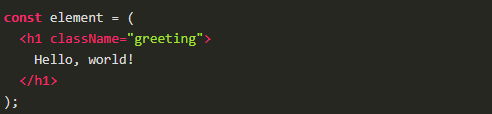 const element = (
  <h1 className="greeting">
    Hello, world!
  </h1>
);